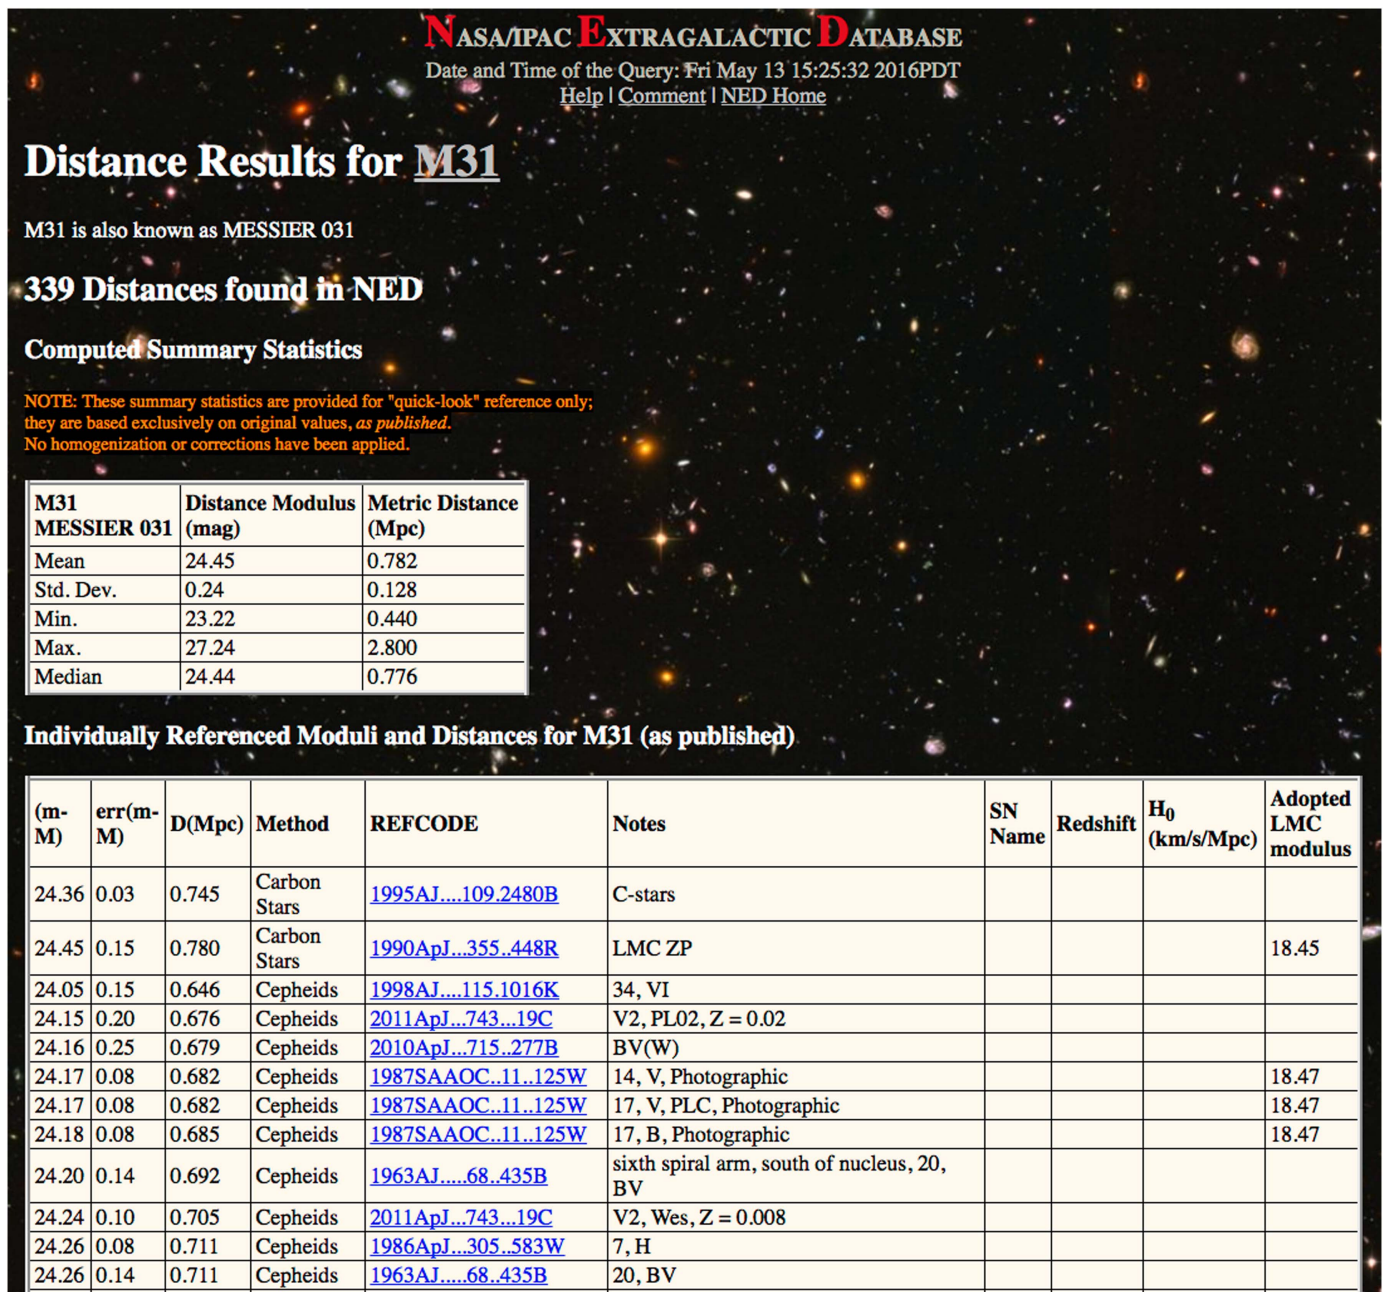 NASA/IPAC EXTRAGALACTIC DATABASE
Date and Time of the Query: Fri May 13 15:25:32 2016PDT
Help | Comment | NED Home
Distance Results for M31
M31 is also known as MESSIER 031
339 Distances found in NED
Computed Summary Statistics
NOTE: These summary statistics are provided for "quick-look" reference only;
they are based exclusively on original values, as published.
No homogenization or corrections have been applied.
M31 MESSIER 031 Distance Modulus (mag) Metric Distance (Mpc)
Mean 24.45 0.782
Std. Dev. 0.24 0.128
Min. 23.22 0.440
Max. 27.24 2.800
Median 24.44 0.776
Individually Referenced Moduli and Distances for M31 (as published)
(m-M) err(m-M) D(Mpc) Method REFCODE Notes SN Name Redshift H0 (km/s/Mpc) Adopted LMC modulus
24.36 0.03 0.745 Carbon Stars 1995AJ....109.2480B C-stars
24.45 0.15 0.780 Carbon Stars 1990ApJ...355..448R LMC ZP 18.45
24.05 0.15 0.646 Cepheids 1998AJ....115.1016K 34, VI
24.15 0.20 0.676 Cepheids 2011ApJ...743...19C V2, PL02, Z = 0.02
24.16 0.25 0.679 Cepheids 2010ApJ...715..277B BV(W)
24.17 0.08 0.682 Cepheids 1987SAAOC..11..125W 14, V, Photographic 18.47
24.17 0.08 0.682 Cepheids 1987SAAOC..11..125W 17, V, PLC, Photographic 18.47
24.18 0.08 0.685 Cepheids 1987SAAOC..11..125W 17, B, Photographic 18.47
24.20 0.14 0.692 Cepheids 1963AJ.....68..435B sixth spiral arm, south of nucleus, 20, BV
24.24 0.10 0.705 Cepheids 2011ApJ...743...19C V2, Wes, Z = 0.008
24.26 0.08 0.711 Cepheids 1986ApJ...305..583W 7, H
24.26 0.14 0.711 Cepheids 1963AJ.....68..435B 20, BV